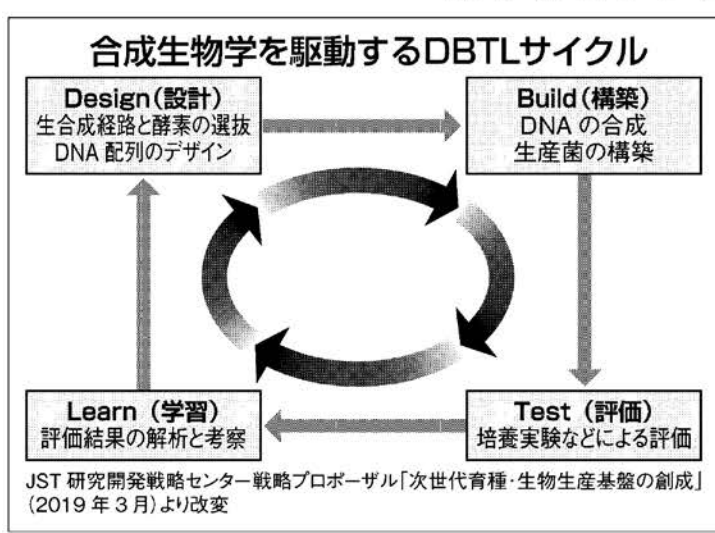 合成生物学を駆動するDBTLサイクル
Design(設計)
生合成経路と酵素の選抜
DNA 配列のデザイン
Build(構築)
DNA の合成
生産菌の構築
Learn(学習)
評価結果の解析と考察
Test(評価)
培養実験などによる評価
JST 研究開発戦略センター戦略プロポーザル「次世代育種・生物生産基盤の創成」
(2019 年 3 月)より改変